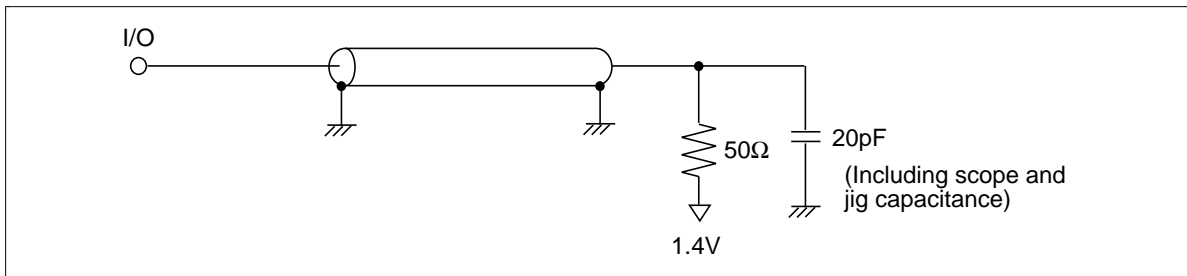 I/O
50Ω
20pF
(Including scope and
jig capacitance)
1.4V